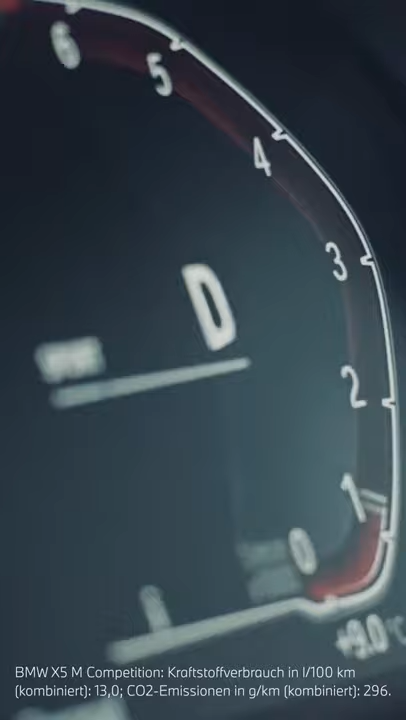 6
5
4
3
D
2
1
0
+9.0°C
BMW X5 M Competition: Kraftstoffverbrauch in l/100 km
(kombiniert): 13,0; CO2-Emissionen in g/km (kombiniert): 296.